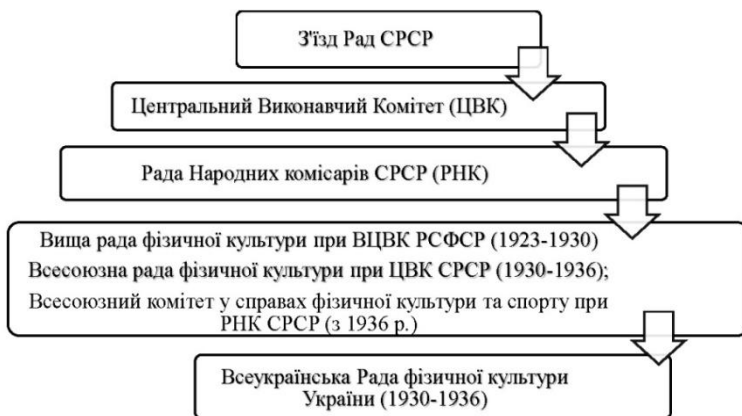 З'їзд Рад СРСР
Центральний Виконавчий Комітет (ЦВК)
Рада Народних комісарів СРСР (РНК)
Вища рада фізичної культури при ВЦВК РСФСР (1923-1930)
Всесоюзна рада фізичної культури при ЦВК СРСР (1930-1936);
Всесоюзний комітет у справах фізичної культури та спорту при
РНК СРСР (з 1936 р.)
Всеукраїнська Рада фізичної культури
України (1930-1936)